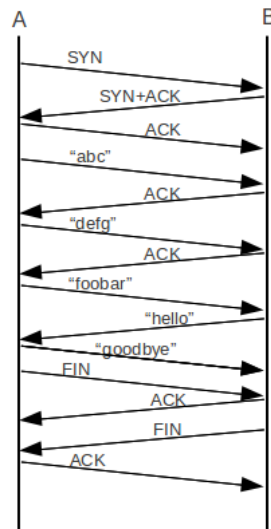 A B
SYN
SYN+ACK
ACK
“abc”
ACK
“defg”
ACK
“foobar”
“hello”
“goodbye”
FIN
ACK
FIN
ACK